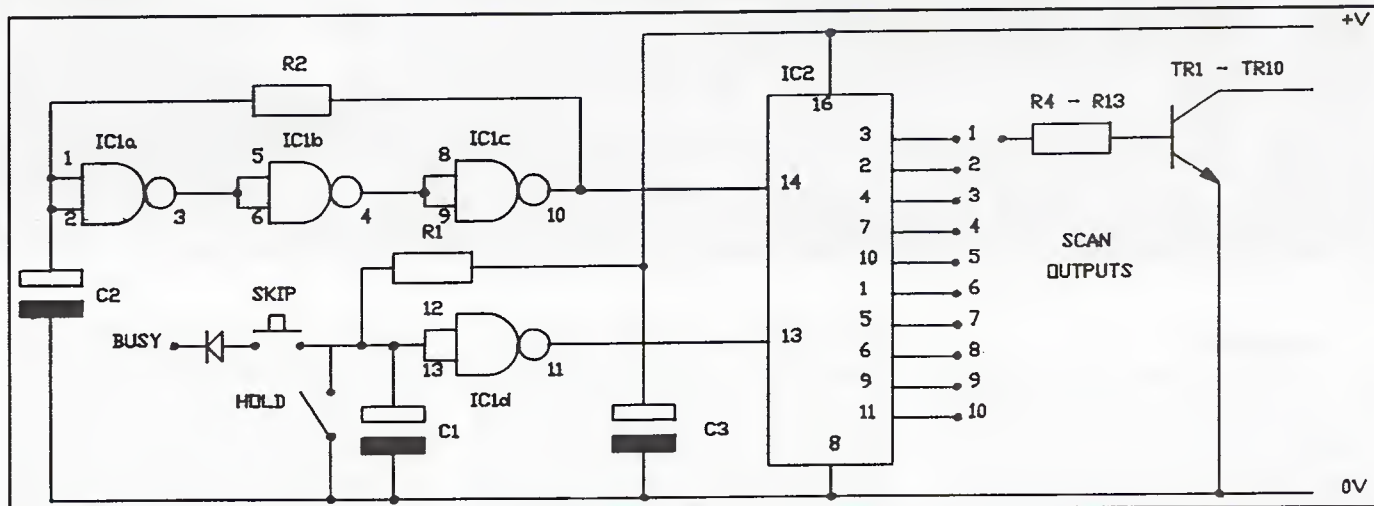 +V
R2
IC2
TR1 - TR10
16
R4 - R13
IC1a
IC1b
IC1c
1
2
3
5
6
4
8
9
10
R1
14
3 1
2 2
4 3
7 4
10 5
1 6
5 7
6 8
9 9
11 10
SCAN
OUTPUTS
C2
SKIP
BUSY
HOLD
12
13
11
IC1d
13
C1
C3
8
0V